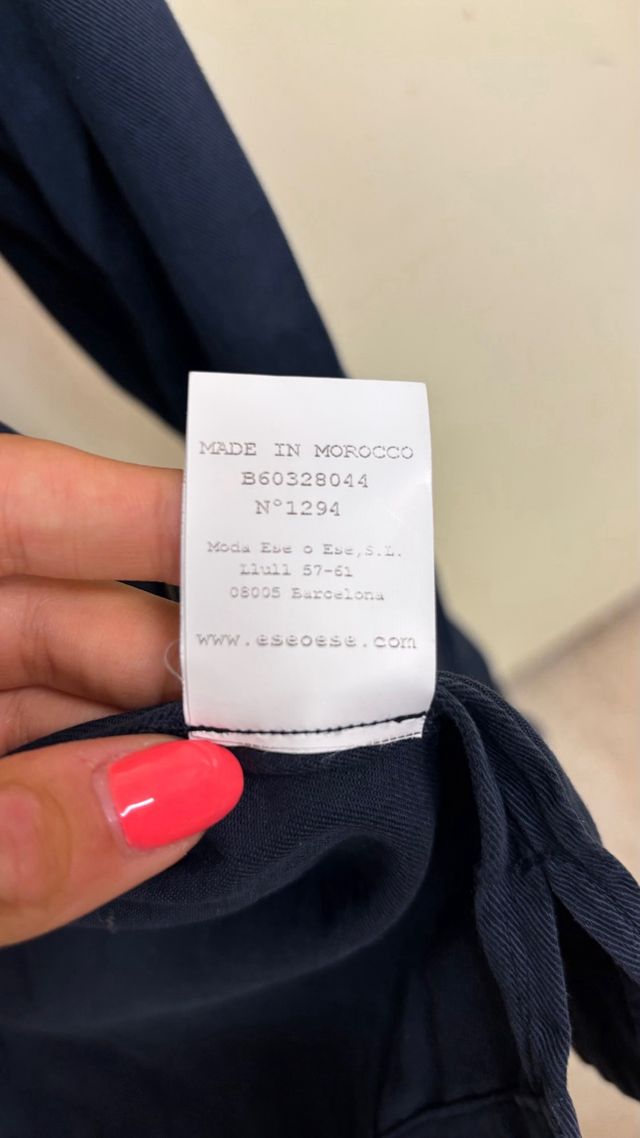 MADE IN MOROCCO
B60328044
N°1294
Moda Ese o Ese,S.L.
Llull 57-61
08005 Barcelona
www.eseoese.com